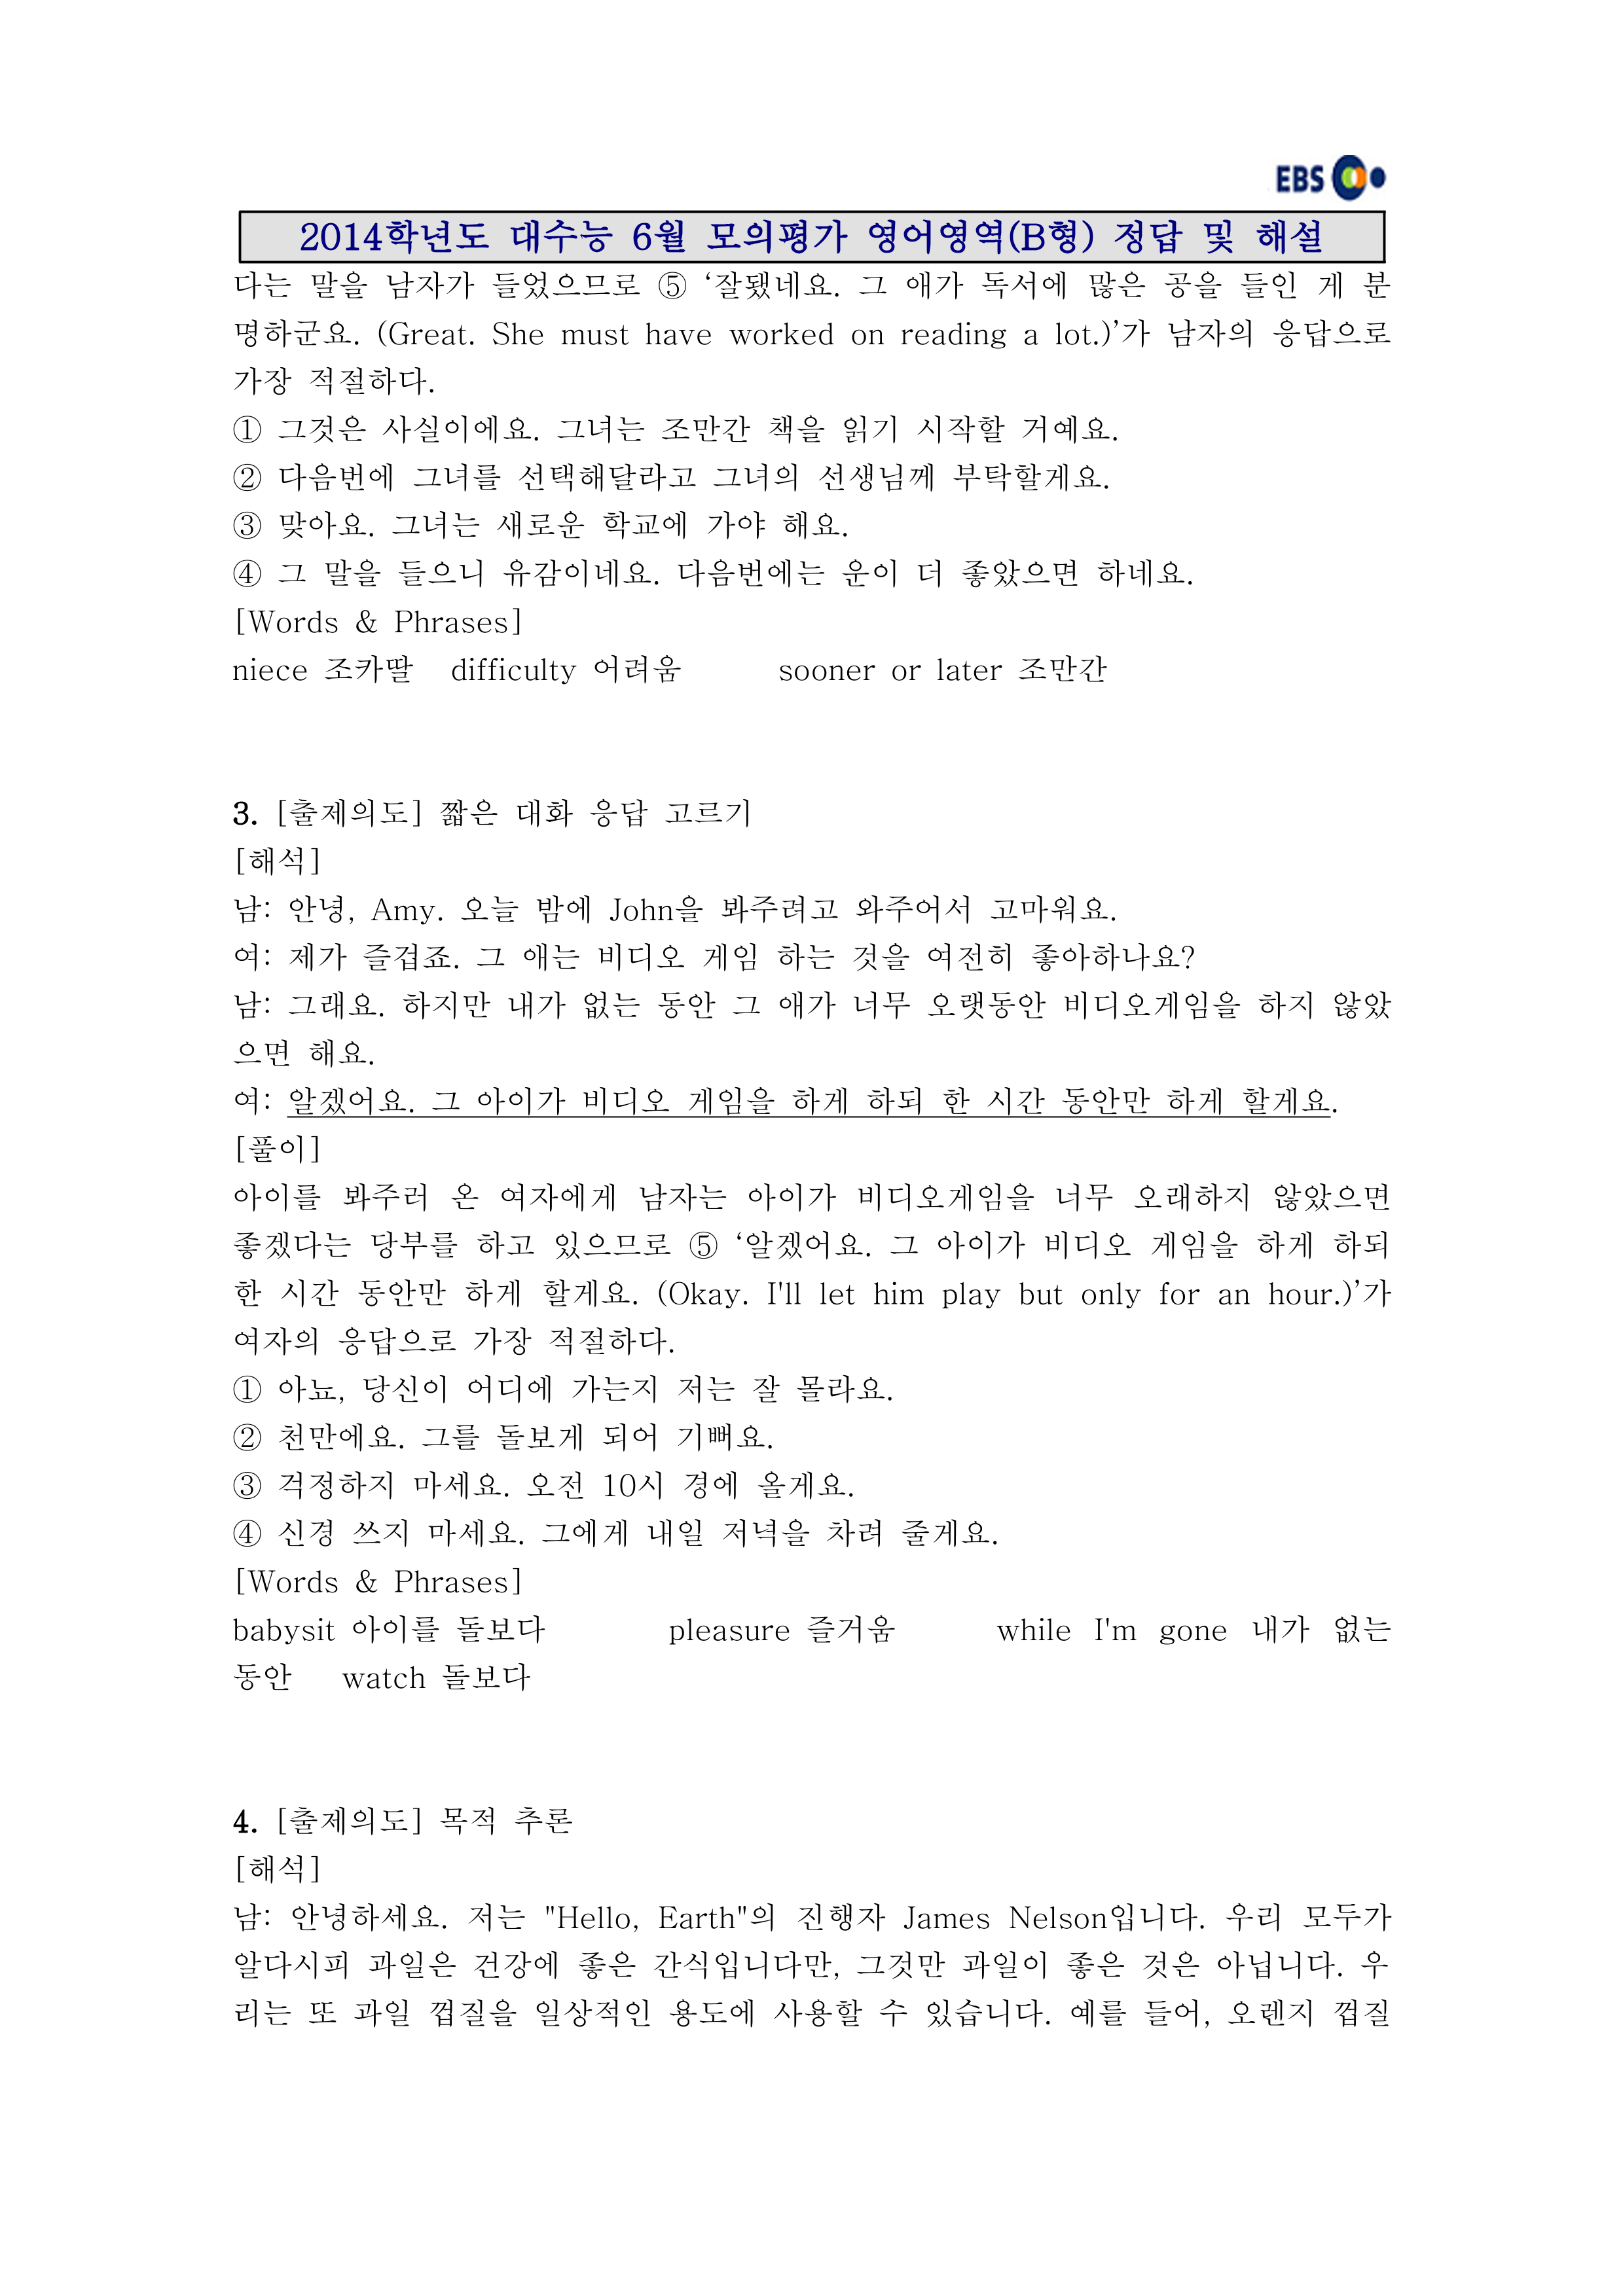 EBS
2014학년도 대수능 6월 모의평가 영어영역(B형) 정답 및 해설
다는 말을 남자가 들었으므로 ⑤ ‘잘됐네요. 그 애가 독서에 많은 공을 들인 게 분
명하군요. (Great. She must have worked on reading a lot.)’가 남자의 응답으로
가장 적절하다.
① 그것은 사실이에요. 그녀는 조만간 책을 읽기 시작할 거예요.
② 다음번에 그녀를 선택해달라고 그녀의 선생님께 부탁할게요.
③ 맞아요. 그녀는 새로운 학교에 가야 해요.
④ 그 말을 들으니 유감이네요. 다음번에는 운이 더 좋았으면 하네요.
[Words & Phrases]
niece 조카딸 difficulty 어려움 sooner or later 조만간
3. [출제의도] 짧은 대화 응답 고르기
[해석]
남: 안녕, Amy. 오늘 밤에 John을 봐주려고 와주어서 고마워요.
여: 제가 즐겁죠. 그 애는 비디오 게임 하는 것을 여전히 좋아하나요?
남: 그래요. 하지만 내가 없는 동안 그 애가 너무 오랫동안 비디오게임을 하지 않았
으면 해요.
여: 알겠어요. 그 아이가 비디오 게임을 하게 하되 한 시간 동안만 하게 할게요.
[풀이]
아이를 봐주러 온 여자에게 남자는 아이가 비디오게임을 너무 오래하지 않았으면
좋겠다는 당부를 하고 있으므로 ⑤ ‘알겠어요. 그 아이가 비디오 게임을 하게 하되
한 시간 동안만 하게 할게요. (Okay. I'll let him play but only for an hour.)’가
여자의 응답으로 가장 적절하다.
① 아뇨, 당신이 어디에 가는지 저는 잘 몰라요.
② 천만에요. 그를 돌보게 되어 기뻐요.
③ 걱정하지 마세요. 오전 10시 경에 올게요.
④ 신경 쓰지 마세요. 그에게 내일 저녁을 차려 줄게요.
[Words & Phrases]
babysit 아이를 돌보다 pleasure 즐거움 while I'm gone 내가 없는
동안 watch 돌보다
4. [출제의도] 목적 추론
[해석]
남: 안녕하세요. 저는 "Hello, Earth"의 진행자 James Nelson입니다. 우리 모두가
알다시피 과일은 건강에 좋은 간식입니다만, 그것만 과일이 좋은 것은 아닙니다. 우
리는 또 과일 껍질을 일상적인 용도에 사용할 수 있습니다. 예를 들어, 오렌지 껍질